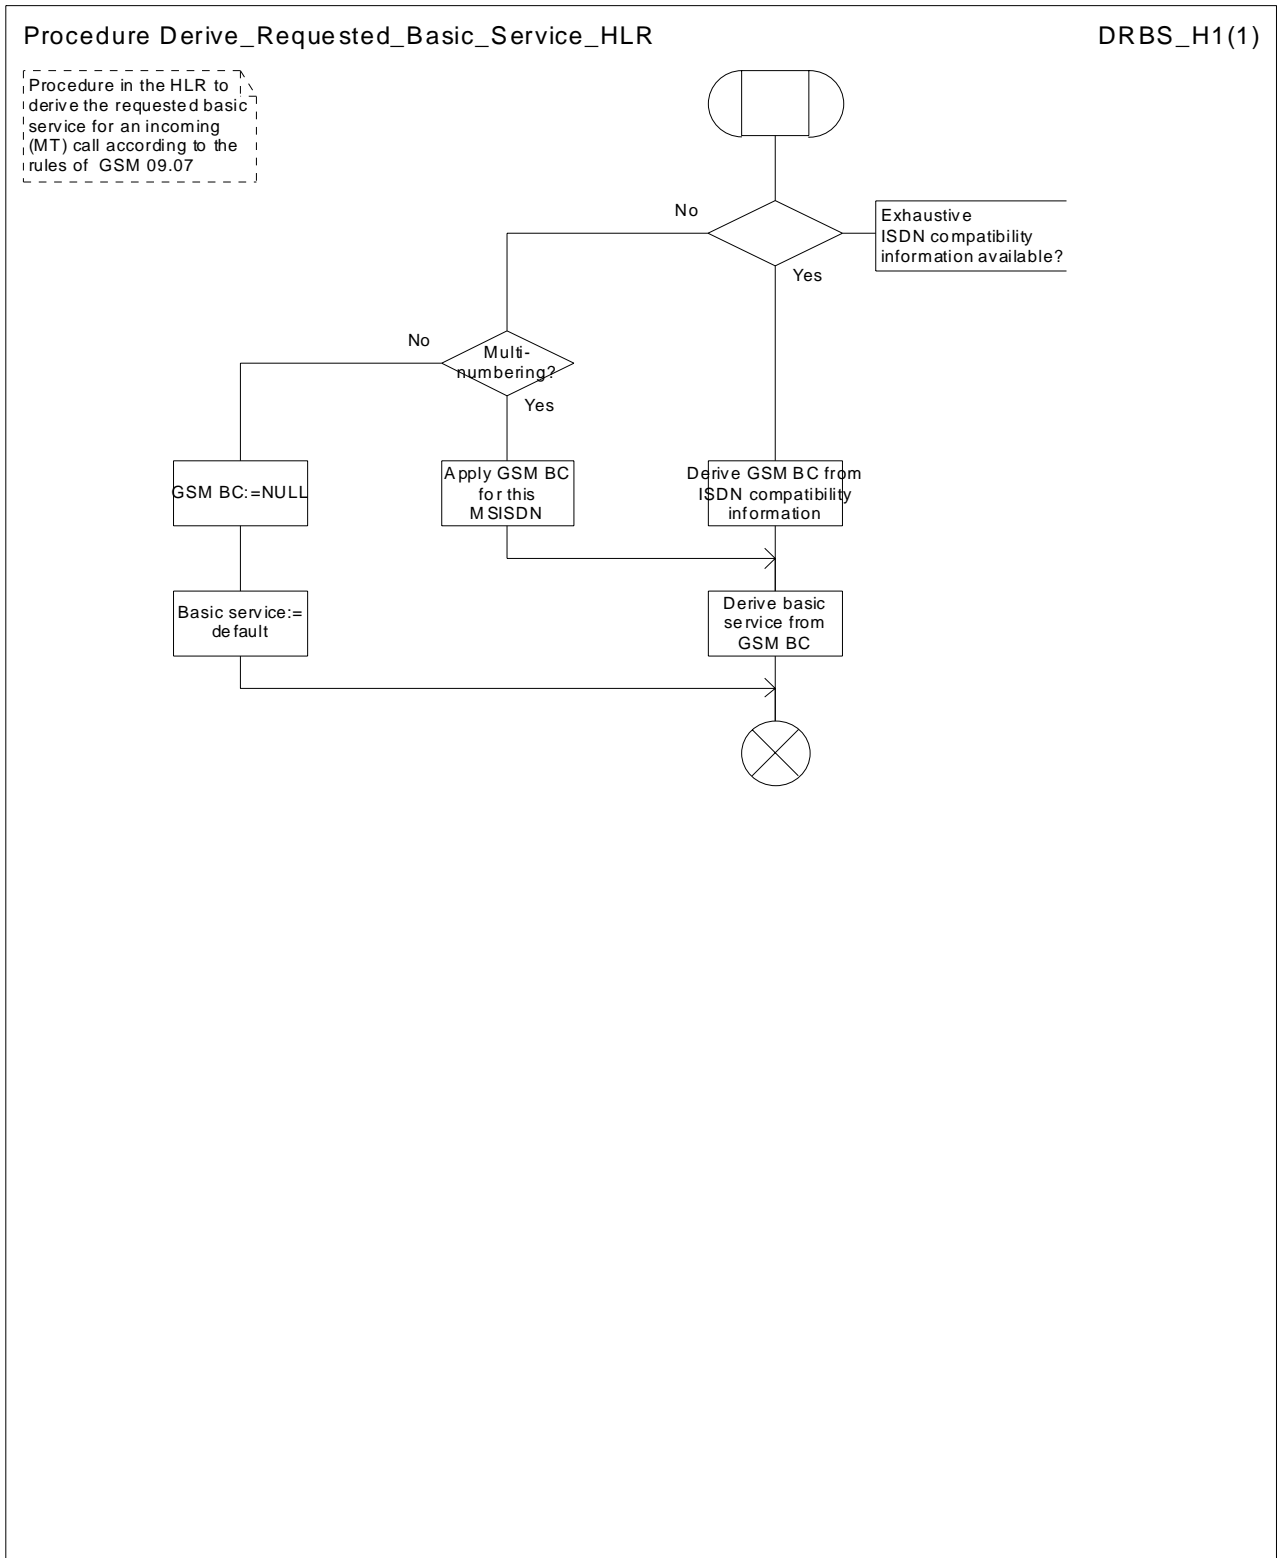 Procedure Derive_Requested_Basic_Service_HLR
DRBS_H1(1)
Procedure in the HLR to
derive the requested basic
service for an incoming
(MT) call according to the
rules of GSM 09.07
No
Exhaustive
ISDN compatibility
information available?
Yes
No
Multi-
numbering?
Yes
GSM BC:=NULL
Apply GSM BC
for this
MSISDN
Derive GSM BC from
ISDN compatibility
information
Basic service:=
default
Derive basic
service from
GSM BC